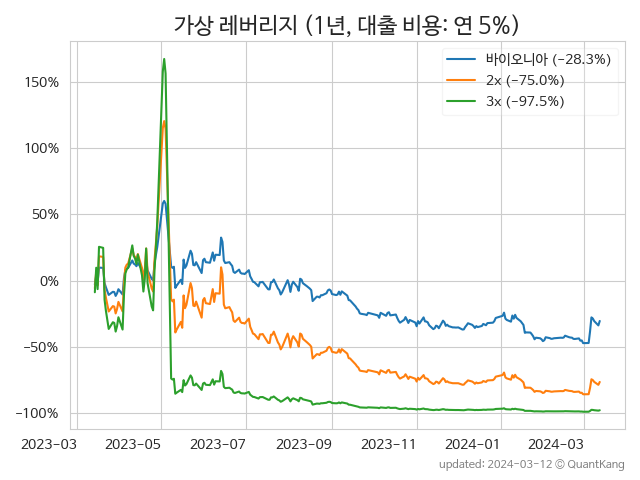 가상 레버리지 (1년, 대출 비용: 연 5%)
바이오니아 (−28.3%)
2x (−75.0%)
3x (−97.5%)
150%
100%
50%
0%
−50%
−100%
2023-03 2023-05 2023-07 2023-09 2023-11 2024-01 2024-03
updated: 2024-03-12 © QuantKang